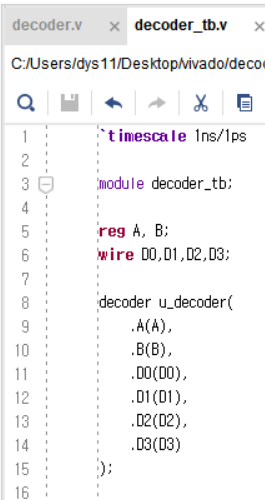 decoder.v × decoder_tb.v ×
C:/Users/dys11/Desktop/vivado/deco
1 `timescale 1ns/1ps
2
3 module decoder_tb;
4
5 reg A, B;
6 wire D0,D1,D2,D3;
7
8 decoder u_decoder(
9 .A(A),
10 .B(B),
11 .D0(D0),
12 .D1(D1),
13 .D2(D2),
14 .D3(D3)
15 );
16